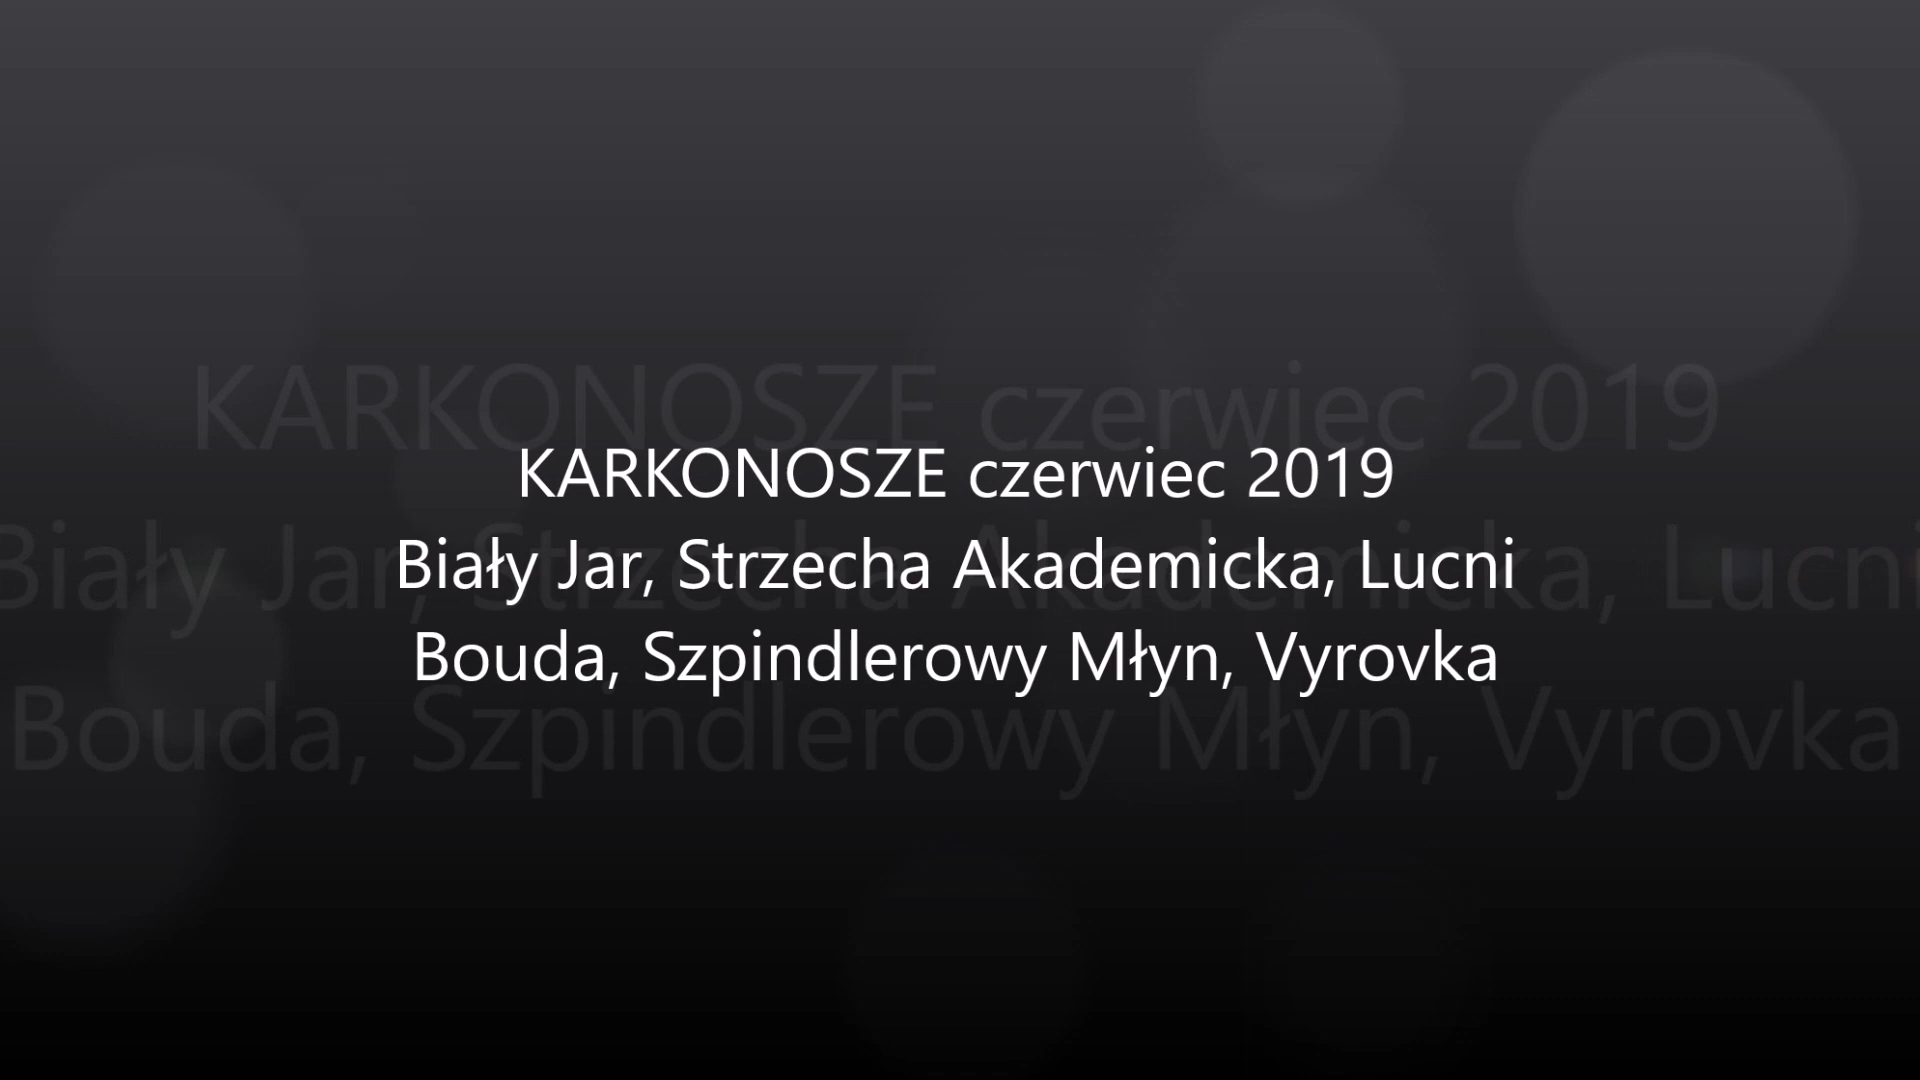 KARKONOSZE czerwiec 2019
Biały Jar, Strzecha Akademicka, Lucni
Bouda, Szpindlerowy Młyn, Vyrovka